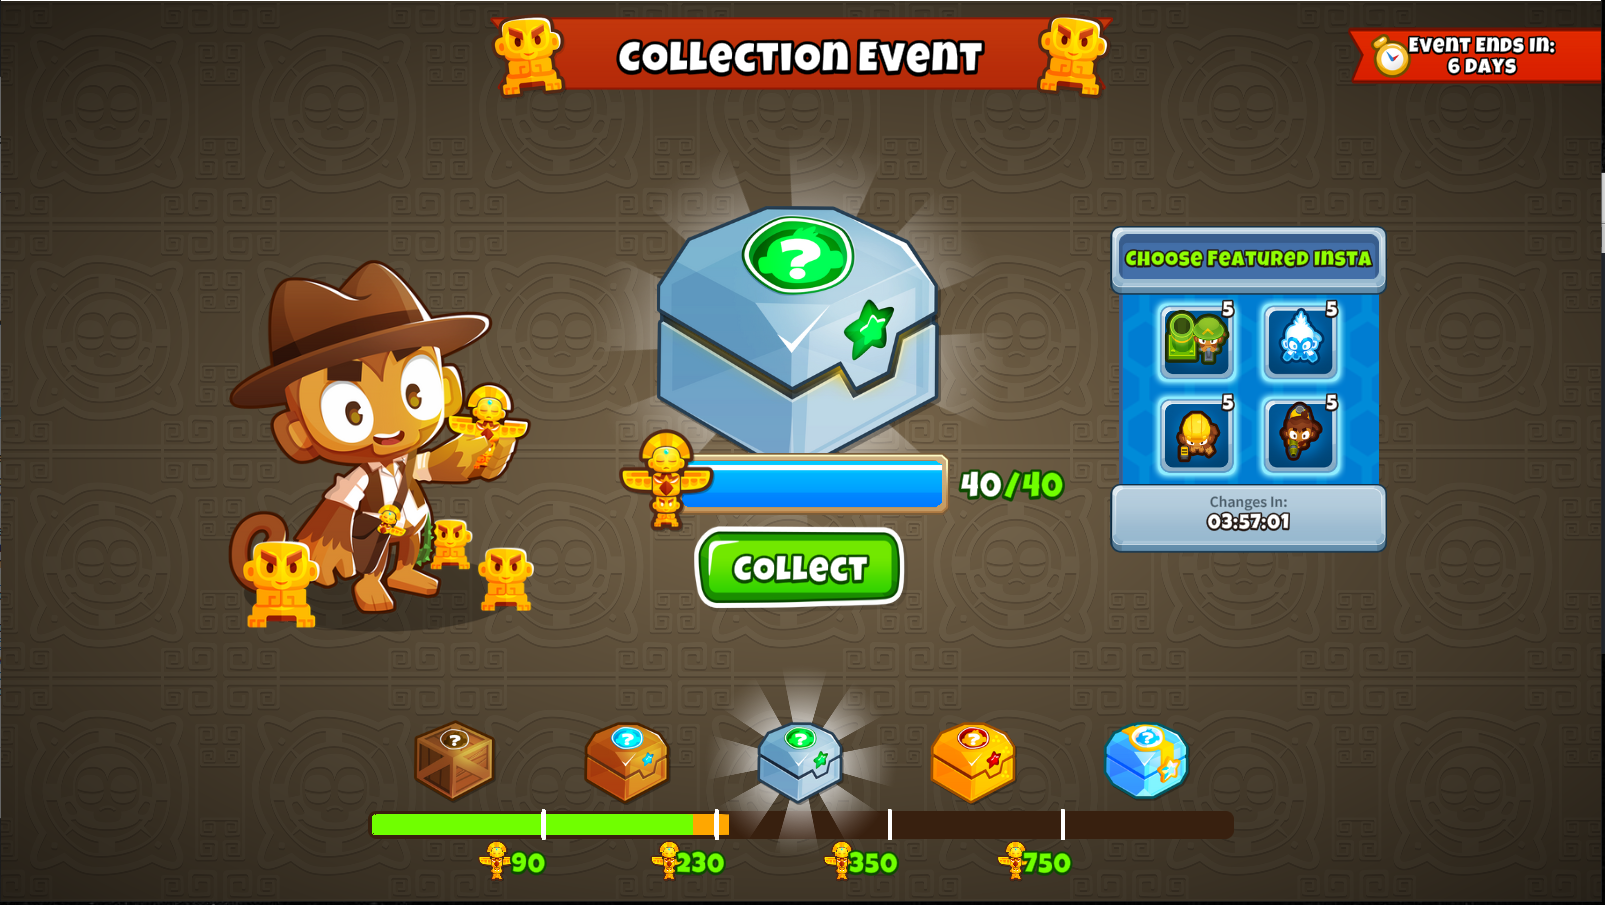 COLLECTION EVENT
EVENT ENDS IN:
6 DAYS
?
CHOOSE FEATURED INSTA
5
5
5
5
40/40
Changes In:
03:57:01
COLLECT
?
?
?
?
?
90
230
350
750